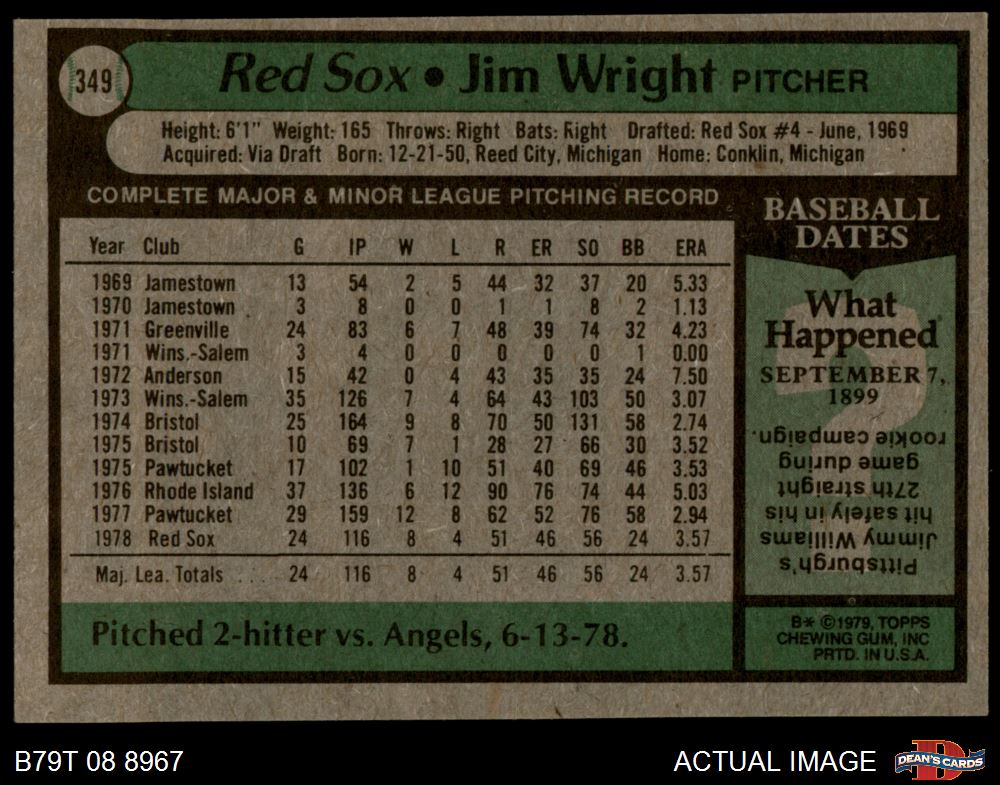 349
Red Sox • Jim Wright PITCHER
Height: 6'1" Weight: 165 Throws: Right Bats: Right Drafted: Red Sox #4 - June, 1969
Acquired: Via Draft Born: 12-21-50, Reed City, Michigan Home: Conklin, Michigan
COMPLETE MAJOR & MINOR LEAGUE PITCHING RECORD
Year Club G IP W L R ER SO BB ERA
1969 Jamestown 13 54 2 5 44 32 37 20 5.33
1970 Jamestown 3 8 0 0 1 1 8 2 1.13
1971 Greenville 24 83 6 7 48 39 74 32 4.23
1971 Wins.-Salem 3 4 0 0 0 0 0 1 0.00
1972 Anderson 15 42 0 4 43 35 35 24 7.50
1973 Wins.-Salem 35 126 7 4 64 43 103 50 3.07
1974 Bristol 25 164 9 8 70 50 131 58 2.74
1975 Bristol 10 69 7 1 28 27 66 30 3.52
1975 Pawtucket 17 102 1 10 51 40 69 46 3.53
1976 Rhode Island 37 136 6 12 90 76 74 44 5.03
1977 Pawtucket 29 159 12 8 62 52 76 58 2.94
1978 Red Sox 24 116 8 4 51 46 56 24 3.57
Maj. Lea. Totals . . . 24 116 8 4 51 46 56 24 3.57
Pitched 2-hitter vs. Angels, 6-13-78.
BASEBALL
DATES
What
Happened
SEPTEMBER 7,
1899
Pittsburgh's
Jimmy Williams
hit safely in his
27th straight
game during
rookie campaign.
B* ©1979, TOPPS
CHEWING GUM, INC
PRTD. IN U.S.A.
B79T 08 8967
ACTUAL IMAGE
DEAN'S CARDS